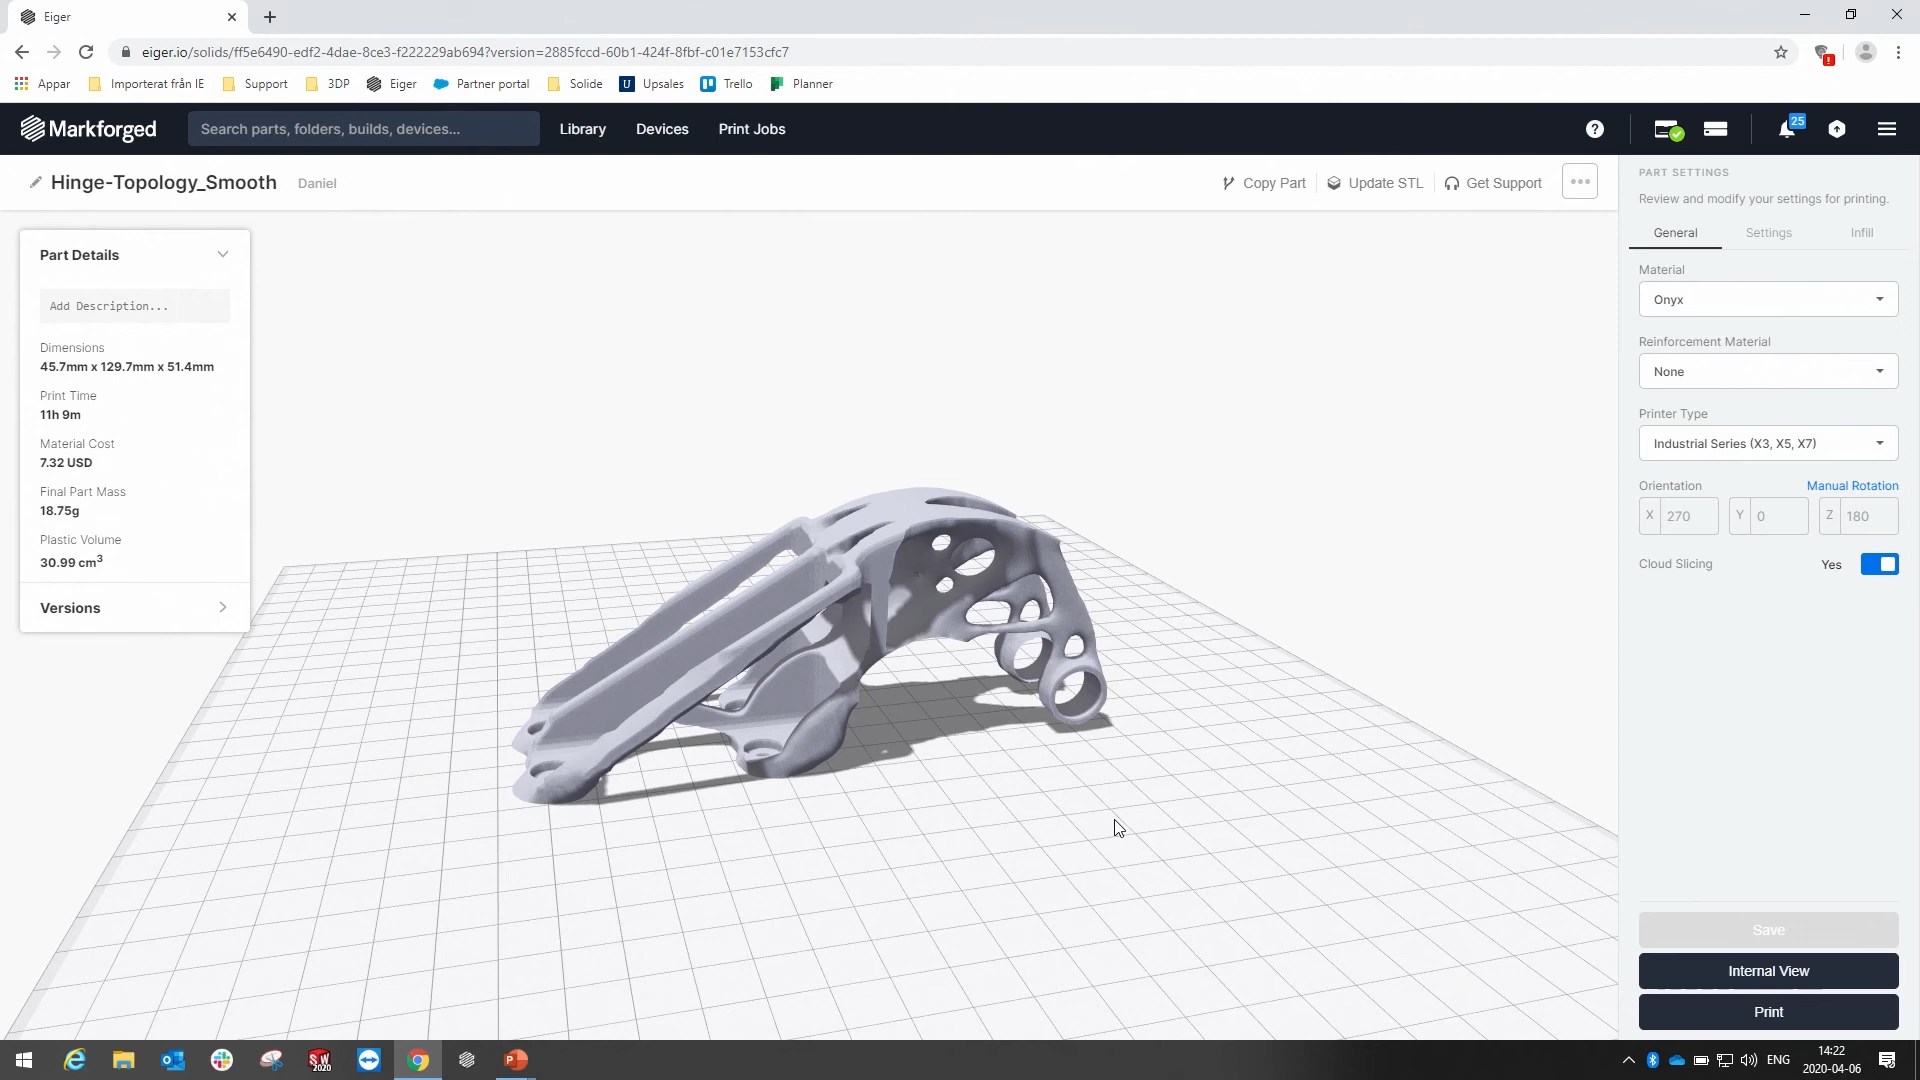 Eiger
eiger.io/solids/ff5e6490-edf2-4dae-8ce3-f222229ab694?version=2885fccd-60b1-424f-8fbf-c01e7153cfc7
Appar
Importerat från IE
Support
3DP
Eiger
Partner portal
Solide
U
Upsales
Trello
Planner
Markforged
Search parts, folders, builds, devices...
Library
Devices
Print Jobs
?
25
Hinge-Topology_Smooth
Daniel
Copy Part
Update STL
Get Support
Part Details
Add Description...
Dimensions
45.7mm x 129.7mm x 51.4mm
Print Time
11h 9m
Material Cost
7.32 USD
Final Part Mass
18.75g
Plastic Volume
30.99 cm3
Versions
PART SETTINGS
Review and modify your settings for printing.
General
Settings
Infill
Material
Onyx
Reinforcement Material
None
Printer Type
Industrial Series (X3, X5, X7)
Orientation
Manual Rotation
X 270
Y 0
Z 180
Cloud Slicing
Yes
Save
Internal View
Print
SW
2020
P
ENG
14:22
2020-04-06